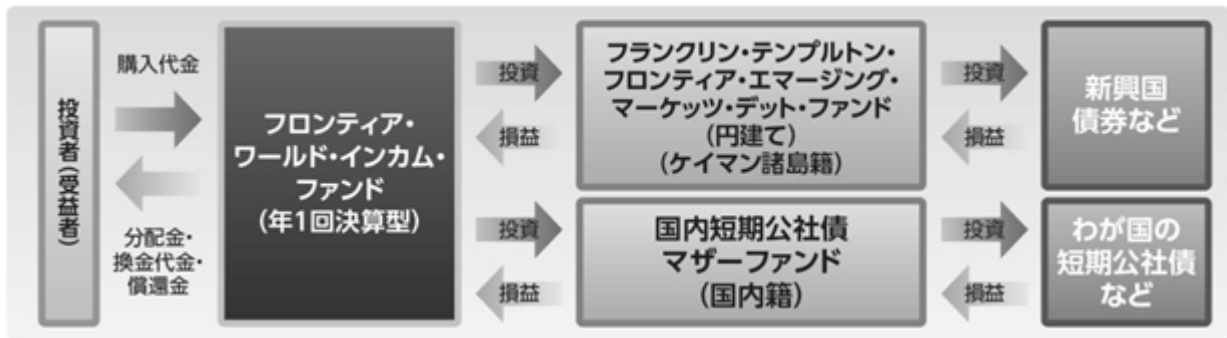 投資者(受益者)
購入代金
分配金・
換金代金・
償還金
フロンティア・
ワールド・インカム・
ファンド
(年1回決算型)
投資
損益
フランクリン・テンプルトン・
フロンティア・エマージング・
マーケッツ・デット・ファンド
(円建て)
(ケイマン諸島籍)
投資
損益
新興国
債券など
投資
損益
国内短期公社債
マザーファンド
(国内籍)
投資
損益
わが国の
短期公社債
など